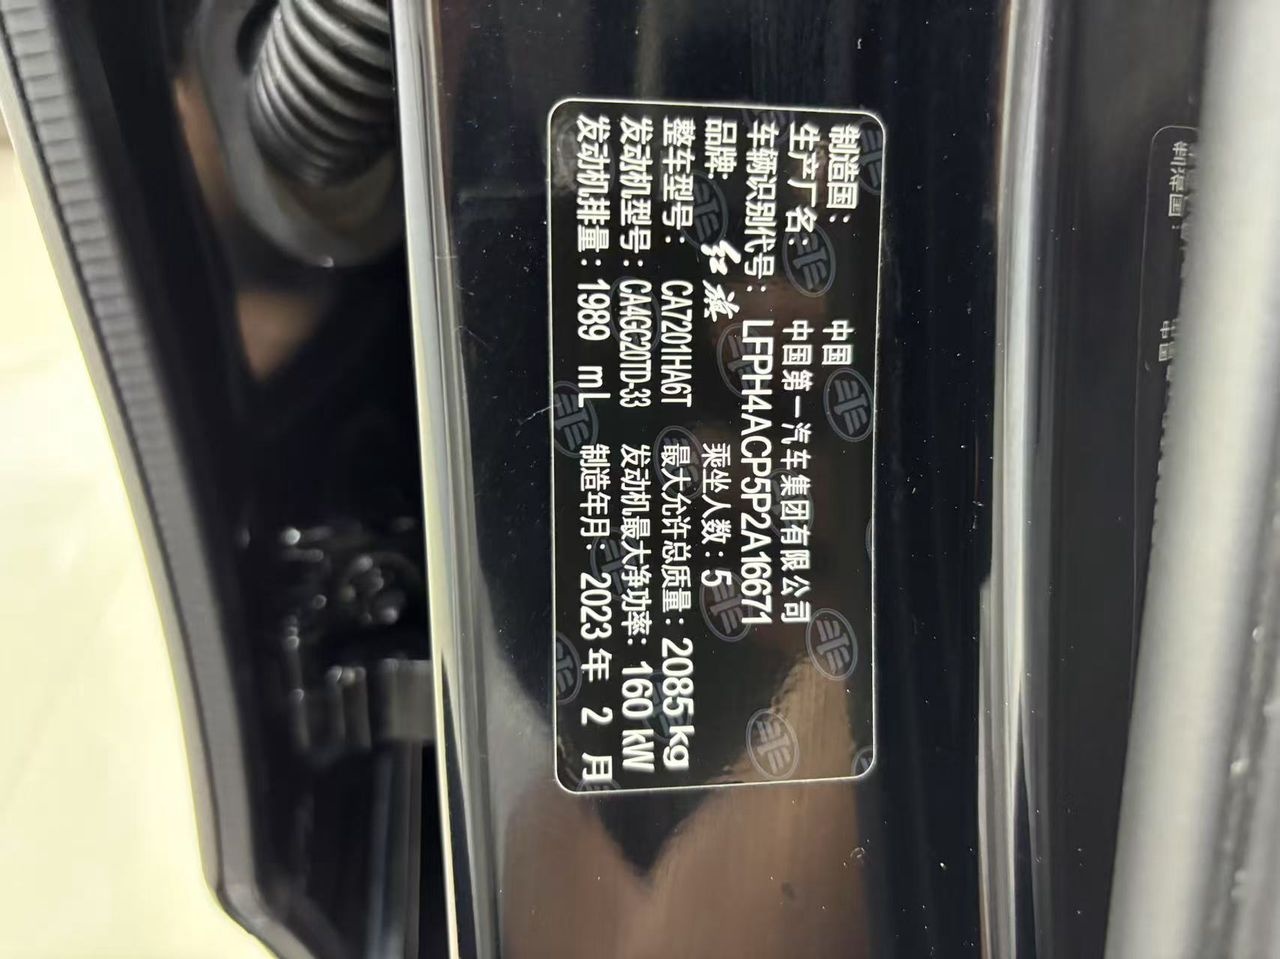 制造国: 中国
生产厂名: 中国第一汽车集团有限公司
车辆识别代号: LFPH4ACP5P2A16671
品牌: 红旗 乘坐人数: 5
整车型号: CA7201HA6T 最大允许总质量: 2085 kg
发动机型号: CA4GC20TD-33 发动机最大净功率: 160 kW
发动机排量: 1989 mL 制造年月: 2023 年 2 月